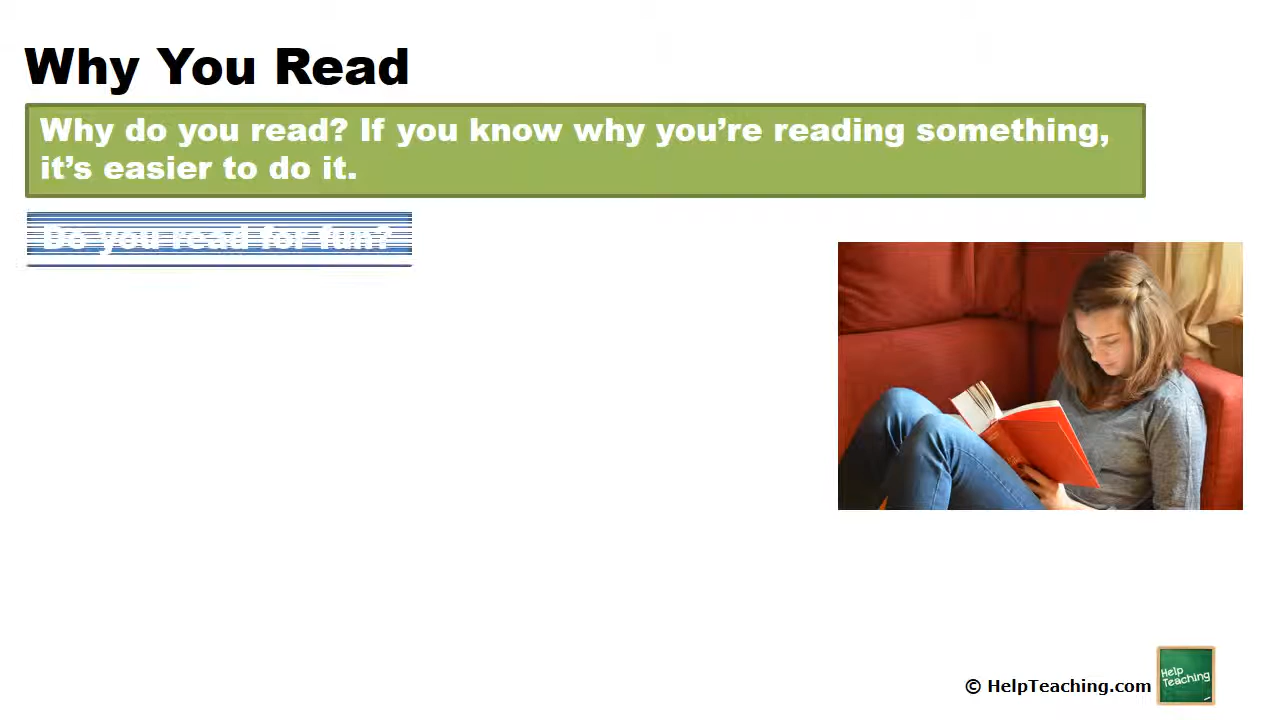 Why You Read
Why do you read? If you know why you’re reading something,
it’s easier to do it.
Do you read for fun?
© HelpTeaching.com
Help
Teaching